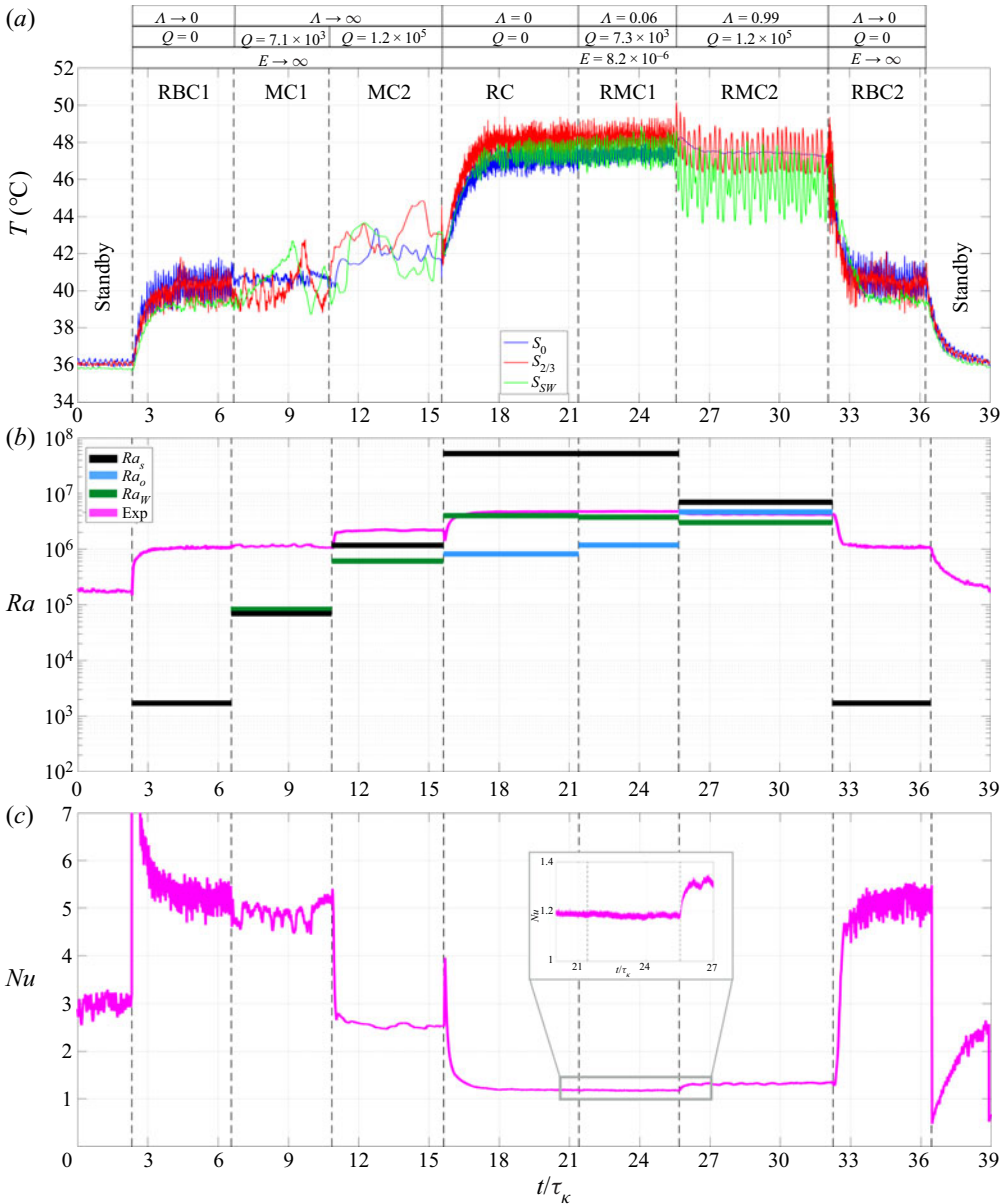 (a)
Λ → 0 Λ → ∞ Λ = 0 Λ = 0.06 Λ = 0.99 Λ → 0
Q = 0 Q = 7.1 × 10³ Q = 1.2 × 10⁵ Q = 0 Q = 7.3 × 10³ Q = 1.2 × 10⁵ Q = 0
E → ∞ E = 8.2 × 10⁻⁶ E → ∞
52
RBC1 MC1 MC2 RC RMC1 RMC2 RBC2
50
48
46
T (°C) 44
42
40
Standby Standby
38
36
34
S₀
S₂/₃
S_SW
0 3 6 9 12 15 18 21 24 27 30 33 36 39
(b)
10⁸
10⁷
10⁶
Ra 10⁵
10⁴
10³
10²
Raₛ
Raₒ
Ra_W
Exp
0 3 6 9 12 15 18 21 24 27 30 33 36 39
(c)
7
6
5
4
Nu
3
2
1
1.4
Nu 1.2
1
21 24 27
t/τ_κ
0 3 6 9 12 15 18 21 24 27 30 33 36 39
t/τ_κ